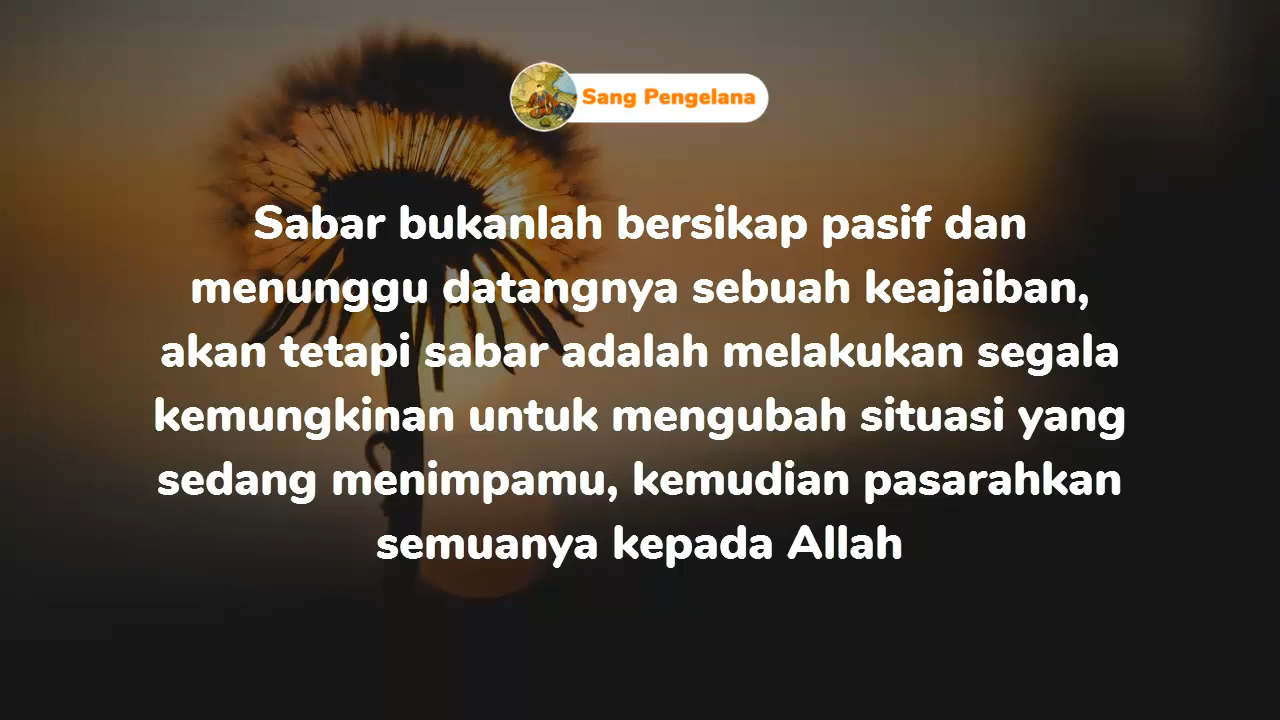 Sang Pengelana
Sabar bukanlah bersikap pasif dan
menunggu datangnya sebuah keajaiban,
akan tetapi sabar adalah melakukan segala
kemungkinan untuk mengubah situasi yang
sedang menimpamu, kemudian pasarahkan
semuanya kepada Allah